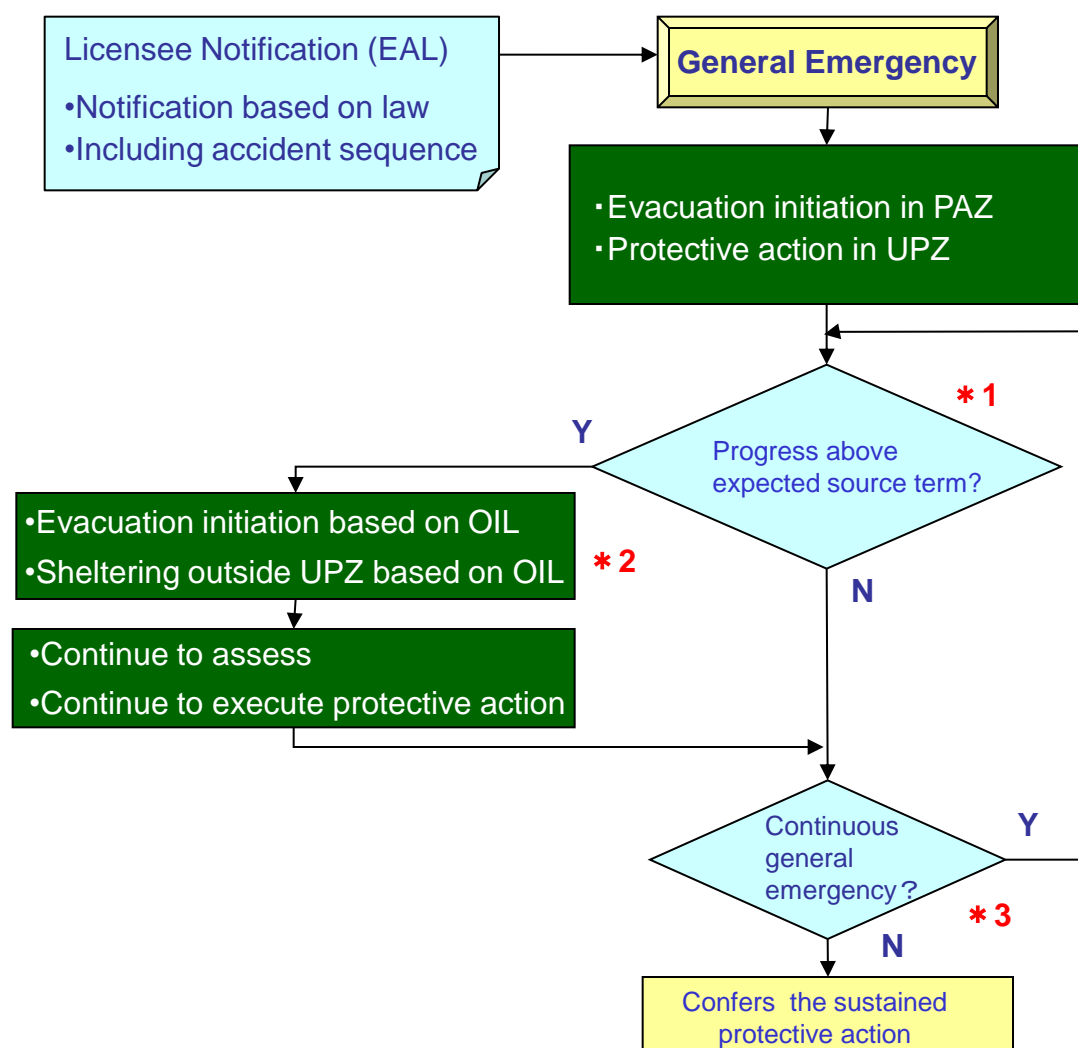 Licensee Notification (EAL)
•Notification based on law
•Including accident sequence
General Emergency
・Evacuation initiation in PAZ
・Protective action in UPZ
＊1
Y
Progress above
expected source term?
•Evacuation initiation based on OIL
•Sheltering outside UPZ based on OIL
＊2
N
•Continue to assess
•Continue to execute protective action
Continuous
general
emergency？
Y
＊3
N
Confers the sustained
protective action